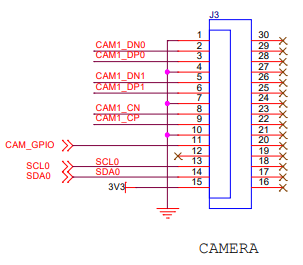 J3
1 30
CAM1_DN0 2 29
CAM1_DP0 3 28
4 27
CAM1_DN1 5 26
CAM1_DP1 6 25
7 24
CAM1_CN 8 23
CAM1_CP 9 22
10 21
CAM_GPIO 11 20
12 19
SCL0 SCL0 13 18
SDA0 SDA0 14 17
3V3 15 16
CAMERA